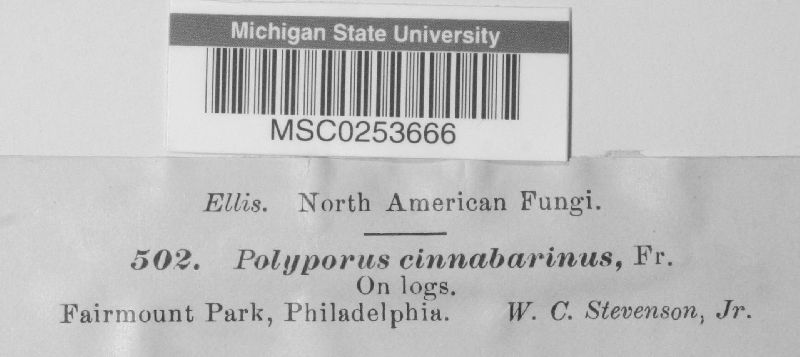 Michigan State University
MSC0253666
Ellis. North American Fungi.
502. Polyporus cinnabarinus, Fr.
On logs.
Fairmount Park, Philadelphia. W. C. Stevenson, Jr.